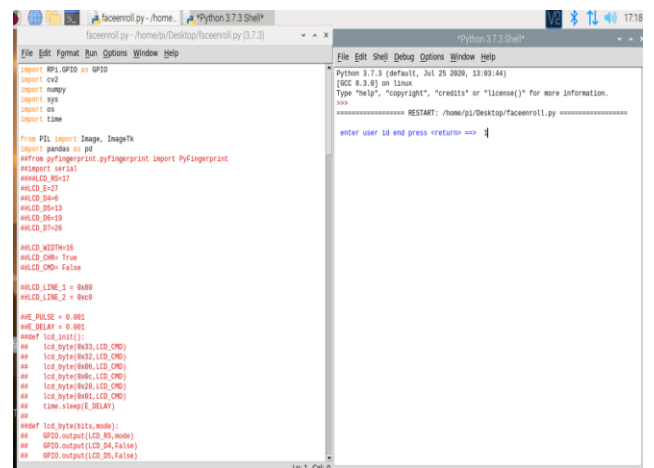 faceenroll.py - /home..
*Python 3.7.3 Shell*
17:18
faceenroll.py - /home/pi/Desktop/faceenroll.py (3.7.3)
File Edit Format Run Options Window Help
import RPi.GPIO as GPIO
import cv2
import numpy
import sys
import os
import time

from PIL import Image, ImageTk
import pandas as pd
##from pyfingerprint.pyfingerprint import PyFingerprint
##import serial
####LCD_RS=17
##LCD_E=27
##LCD_D4=6
##LCD_D5=13
##LCD_D6=19
##LCD_D7=26

##LCD_WIDTH=16
##LCD_CHR= True
##LCD_CMD= False

##LCD_LINE_1 = 0x80
##LCD_LINE_2 = 0xc0

##E_PULSE = 0.001
##E_DELAY = 0.001
##def lcd_init():
##    lcd_byte(0x33,LCD_CMD)
##    lcd_byte(0x32,LCD_CMD)
##    lcd_byte(0x06,LCD_CMD)
##    lcd_byte(0x0c,LCD_CMD)
##    lcd_byte(0x28,LCD_CMD)
##    lcd_byte(0x01,LCD_CMD)
##    time.sleep(E_DELAY)
##
##def lcd_byte(bits,mode):
##    GPIO.output(LCD_RS,mode)
##    GPIO.output(LCD_D4,False)
##    GPIO.output(LCD_D5,False)
*Python 3.7.3 Shell*
File Edit Shell Debug Options Window Help
Python 3.7.3 (default, Jul 25 2020, 13:03:44)
[GCC 8.3.0] on linux
Type "help", "copyright", "credits" or "license()" for more information.
>>>
================== RESTART: /home/pi/Desktop/faceenroll.py ==================

enter user id end press <return> ==> 1